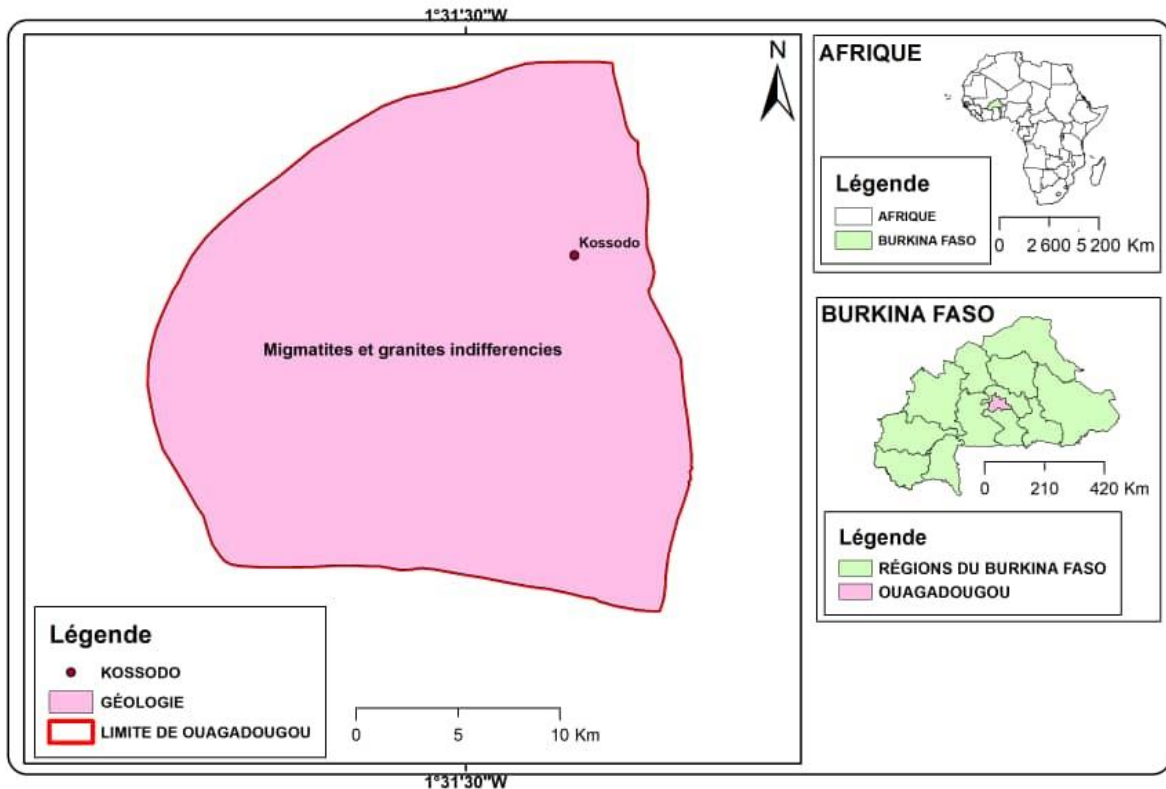 1°31'30"W
N
Kossodo
Migmatites et granites indifferencies
Légende
KOSSODO
GÉOLOGIE
LIMITE DE OUAGADOUGOU
0 5 10 Km
1°31'30"W
AFRIQUE
Légende
AFRIQUE
BURKINA FASO
0 2 600 5 200 Km
BURKINA FASO
0 210 420 Km
Légende
RÉGIONS DU BURKINA FASO
OUAGADOUGOU